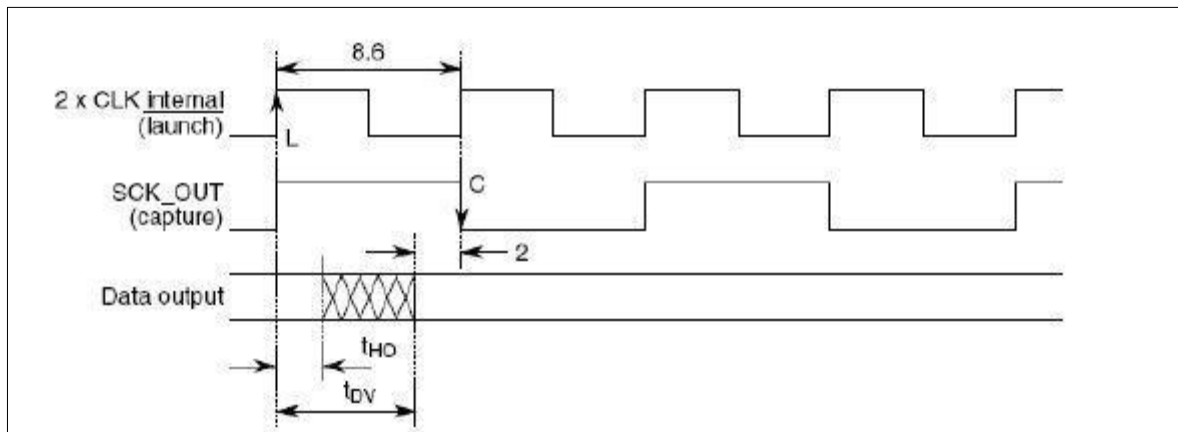 8.6
2 x CLK internal
(launch)
L
SCK_OUT
(capture)
C
2
Data output
tHO
tDV